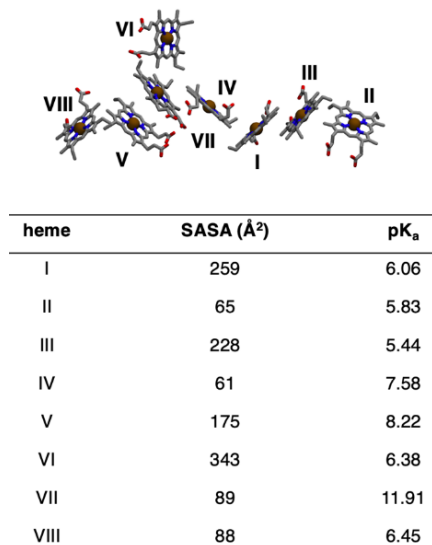 VI
III
IV
VIII
II
VII
V
I
heme SASA (Å²) pKₐ
I 259 6.06
II 65 5.83
III 228 5.44
IV 61 7.58
V 175 8.22
VI 343 6.38
VII 89 11.91
VIII 88 6.45